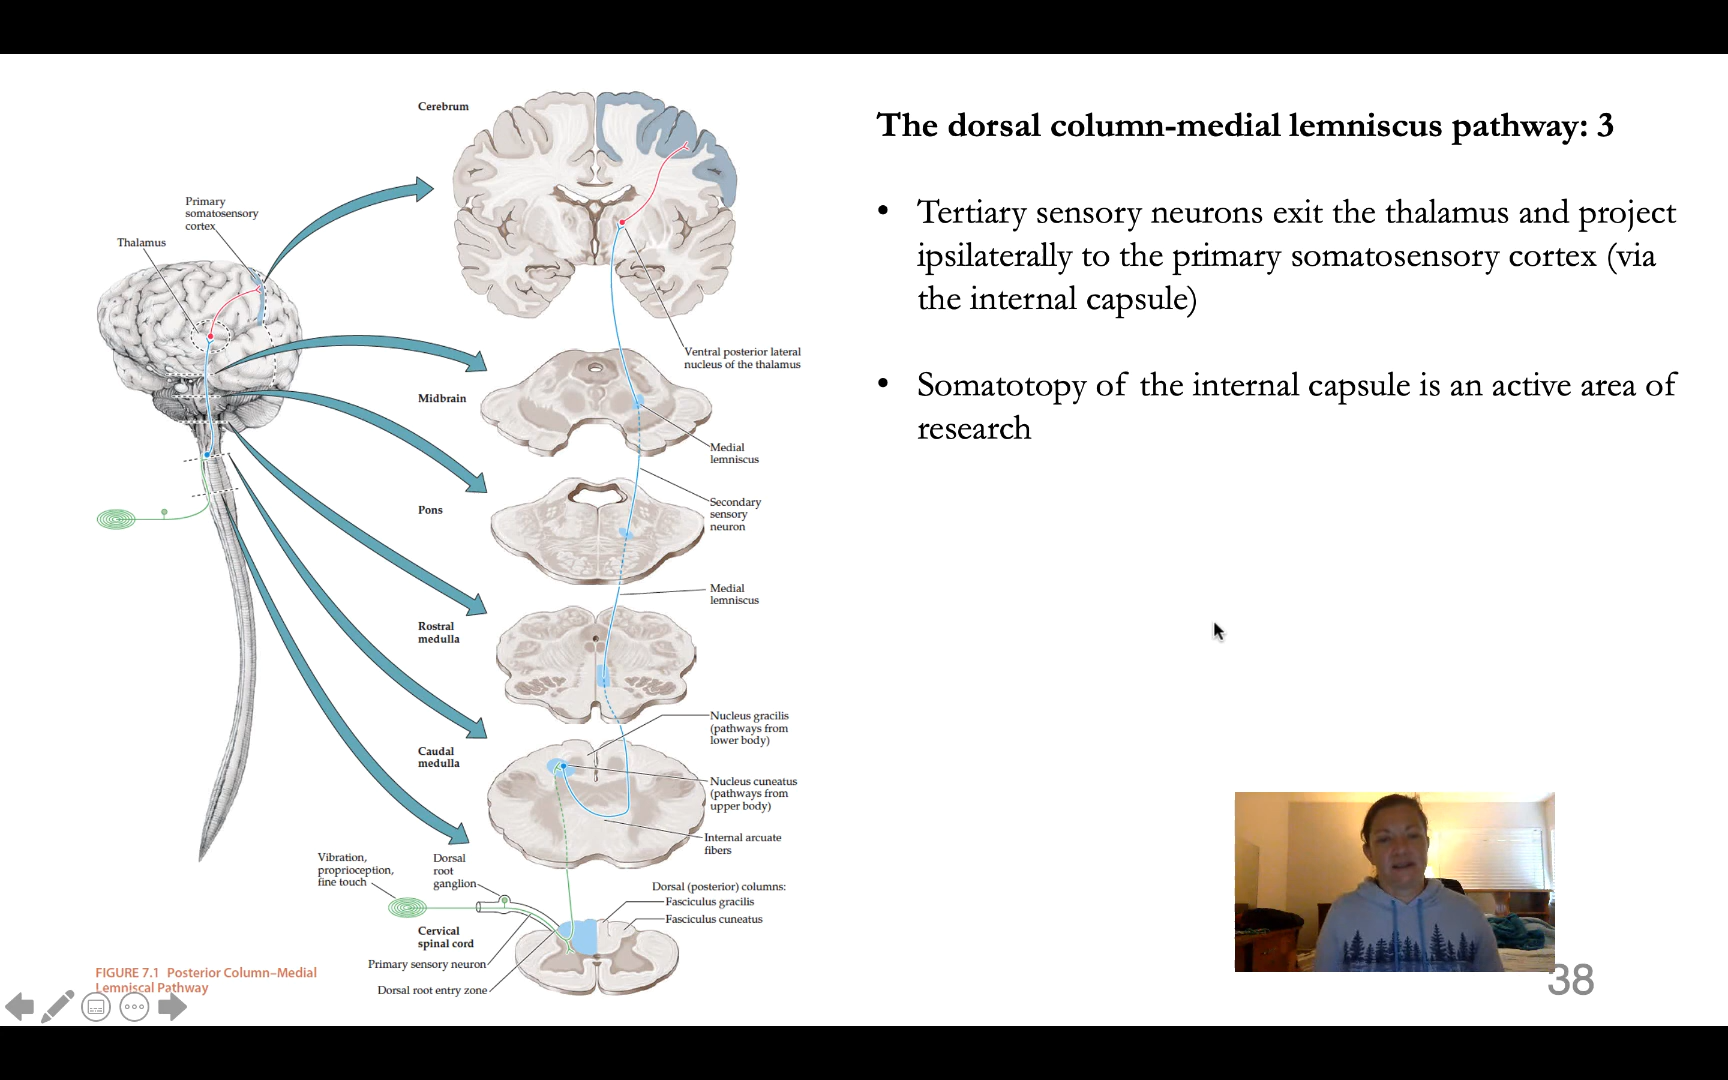 Cerebrum
Primary
somatosensory
cortex
Thalamus
Ventral posterior lateral
nucleus of the thalamus
Midbrain
Medial
lemniscus
Secondary
sensory
neuron
Pons
Medial
lemniscus
Rostral
medulla
Nucleus gracilis
(pathways from
lower body)
Caudal
medulla
Nucleus cuneatus
(pathways from
upper body)
Internal arcuate
fibers
Vibration,
proprioception,
fine touch
Dorsal
root
ganglion
Dorsal (posterior) columns:
Fasciculus gracilis
Fasciculus cuneatus
Cervical
spinal cord
Primary sensory neuron
Dorsal root entry zone
FIGURE 7.1 Posterior Column–Medial
Lemniscal Pathway
The dorsal column-medial lemniscus pathway: 3
• Tertiary sensory neurons exit the thalamus and project
ipsilaterally to the primary somatosensory cortex (via
the internal capsule)
• Somatotopy of the internal capsule is an active area of
research
38